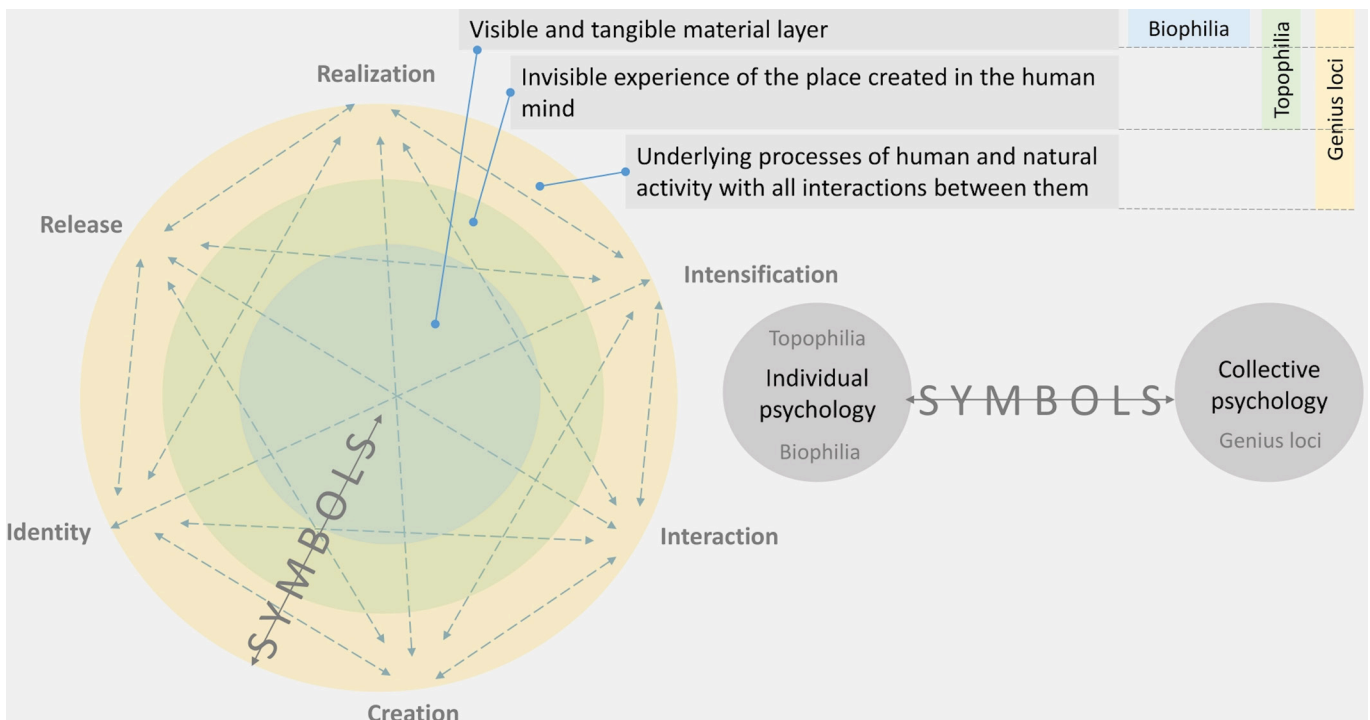 Visible and tangible material layer
Biophilia
Topophilia
Genius loci
Invisible experience of the place created in the human
mind
Underlying processes of human and natural
activity with all interactions between them
Realization
Release
Intensification
Identity
Interaction
Creation
SYMBOLS
Topophilia
Individual
psychology
Biophilia
SYMBOLS
Collective
psychology
Genius loci